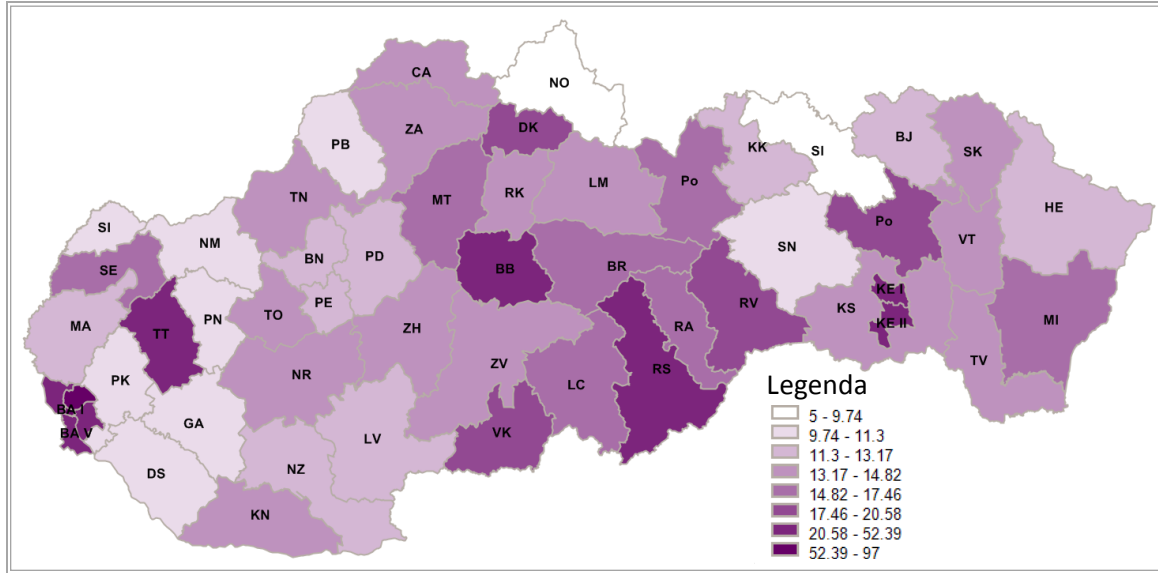 CA
NO
ZA
DK
PB
KK
SI
BJ
SK
Po
LM
RK
MT
TN
HE
SI
NM
BN
PD
SN
Po
VT
SE
BB
BR
RV
KE I
MA
TT
PN
TO
PE
ZH
RA
KS
KE II
MI
PK
NR
ZV
LC
RS
TV
BA I
BA V
GA
VK
LV
DS
NZ
KN
Legenda
5 - 9.74
9.74 - 11.3
11.3 - 13.17
13.17 - 14.82
14.82 - 17.46
17.46 - 20.58
20.58 - 52.39
52.39 - 97